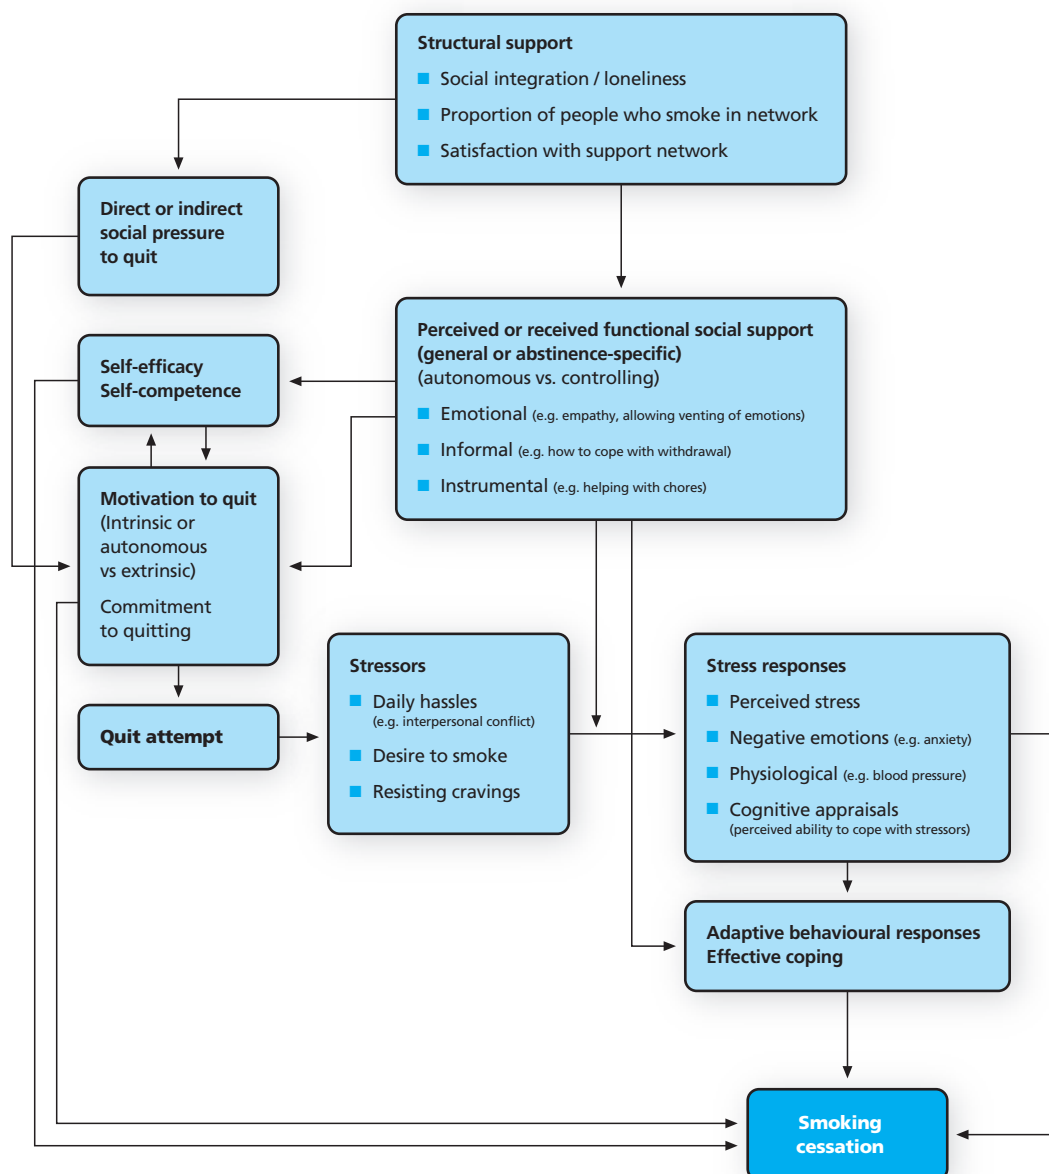 Structural support
Social integration / loneliness
Proportion of people who smoke in network
Satisfaction with support network
Direct or indirect
social pressure
to quit
Perceived or received functional social support
(general or abstinence-specific)
(autonomous vs. controlling)
Emotional (e.g. empathy, allowing venting of emotions)
Informal (e.g. how to cope with withdrawal)
Instrumental (e.g. helping with chores)
Self-efficacy
Self-competence
Motivation to quit
(Intrinsic or
autonomous
vs extrinsic)
Commitment
to quitting
Quit attempt
Stressors
Daily hassles
(e.g. interpersonal conflict)
Desire to smoke
Resisting cravings
Stress responses
Perceived stress
Negative emotions (e.g. anxiety)
Physiological (e.g. blood pressure)
Cognitive appraisals
(perceived ability to cope with stressors)
Adaptive behavioural responses
Effective coping
Smoking
cessation